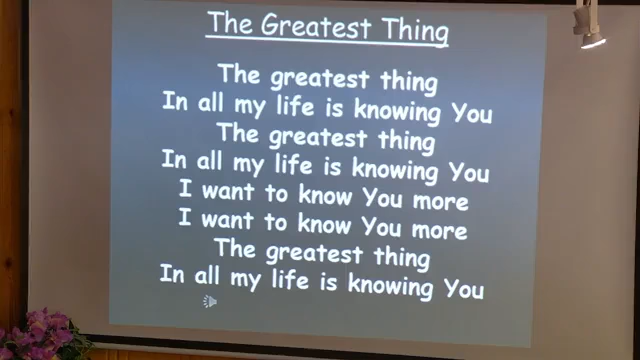 The Greatest Thing
The greatest thing
In all my life is knowing You
The greatest thing
In all my life is knowing You
I want to know You more
I want to know You more
The greatest thing
In all my life is knowing You